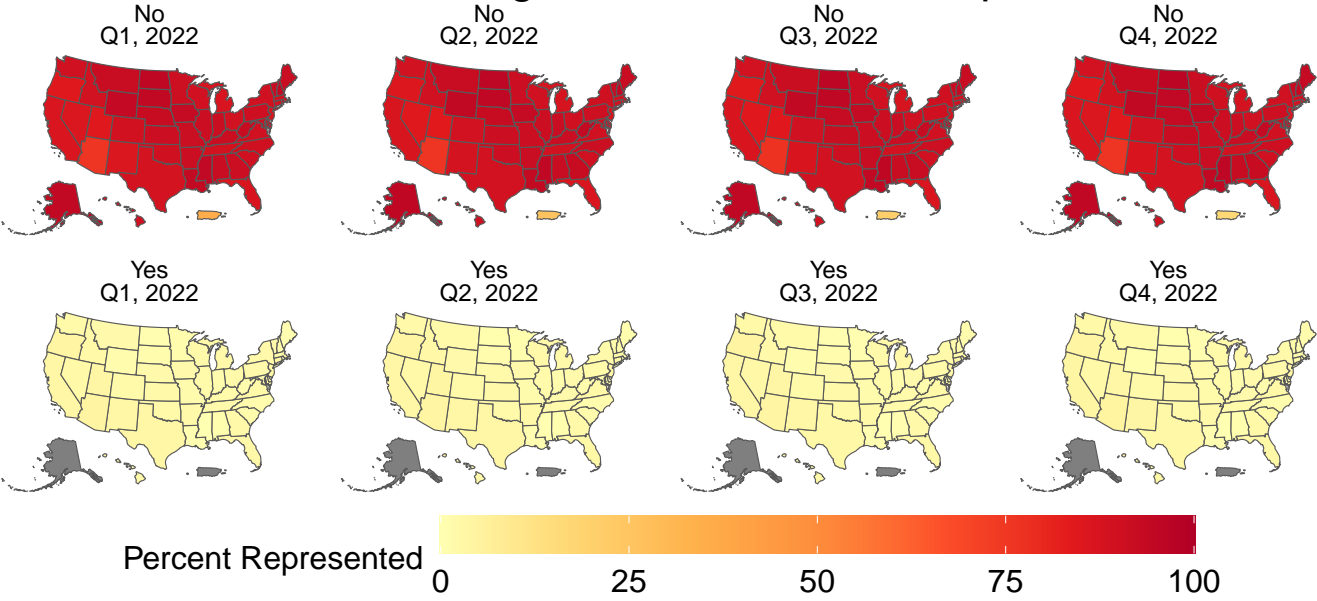 No
Q1, 2022
No
Q2, 2022
No
Q3, 2022
No
Q4, 2022
Yes
Q1, 2022
Yes
Q2, 2022
Yes
Q3, 2022
Yes
Q4, 2022
Percent Represented
0
25
50
75
100